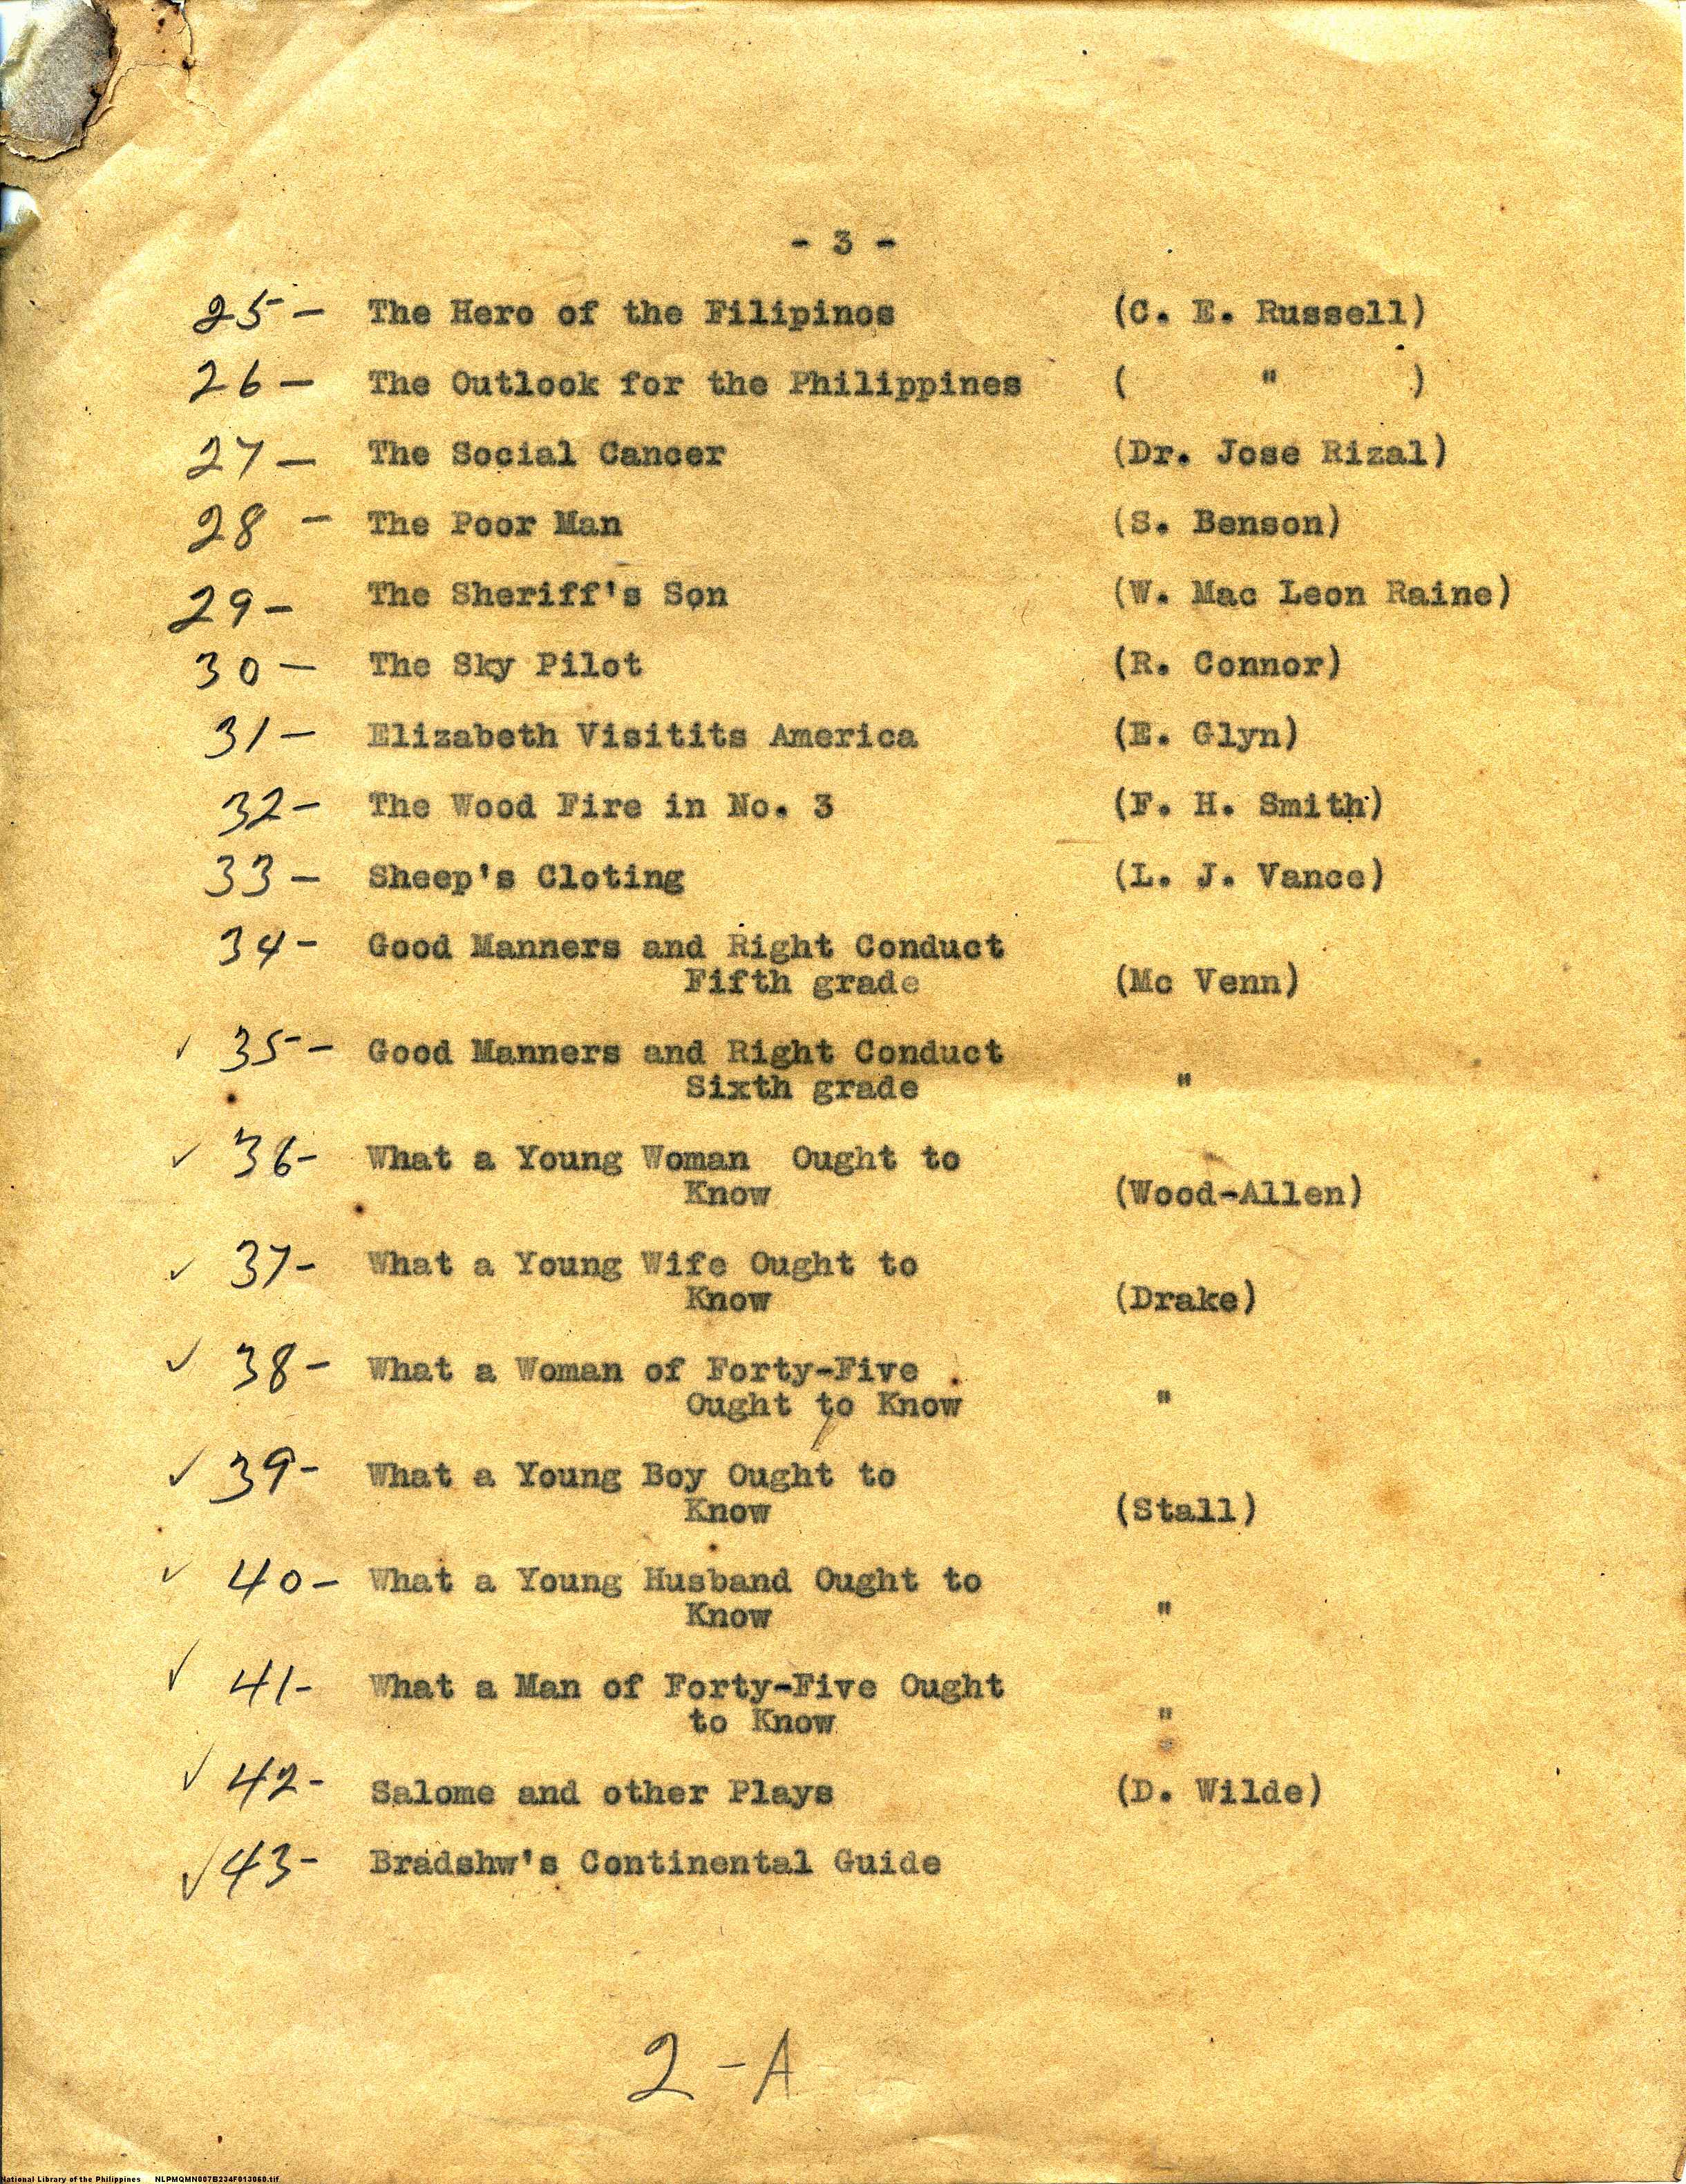 - 3 -
25- The Hero of the Filipinos (C. E. Russell)
26- The Outlook for the Philippines ( " )
27- The Social Cancer (Dr. Jose Rizal)
28 - The Poor Man (S. Benson)
29- The Sheriff's Son (W. Mac Leon Raine)
30- The Sky Pilot (R. Connor)
31- Elizabeth Visitits America (E. Glyn)
32- The Wood Fire in No. 3 (F. H. Smith)
33- Sheep's Cloting (L. J. Vance)
34- Good Manners and Right Conduct
Fifth grade (Mc Venn)
✓ 35- Good Manners and Right Conduct
Sixth grade "
✓ 36- What a Young Woman Ought to
Know (Wood-Allen)
✓ 37- What a Young Wife Ought to
Know (Drake)
✓ 38- What a Woman of Forty-Five
Ought to Know "
✓ 39- What a Young Boy Ought to
Know (Stall)
✓ 40- What a Young Husband Ought to
Know "
✓ 41- What a Man of Forty-Five Ought
to Know "
✓ 42- Salome and other Plays (D. Wilde)
✓ 43- Bradshw's Continental Guide
2-A
National Library of the Philippines NLPMQMN007B234F013060.tif